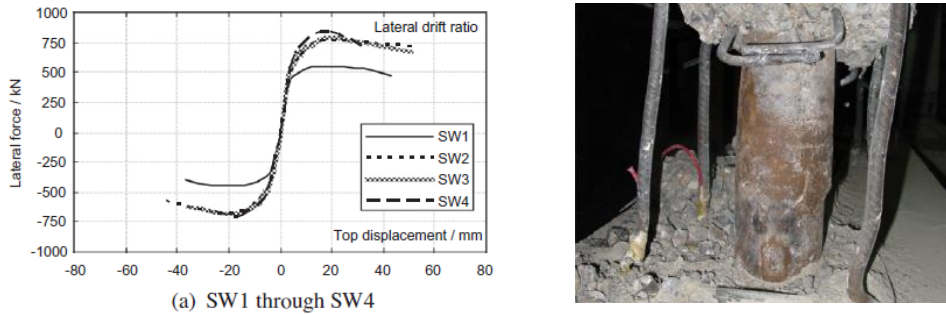 Lateral drift ratio
1000
750
500
250
0
-250
-500
-750
-1000
Lateral force / kN
SW1
SW2
SW3
SW4
Top displacement / mm
-80 -60 -40 -20 0 20 40 60 80
(a) SW1 through SW4